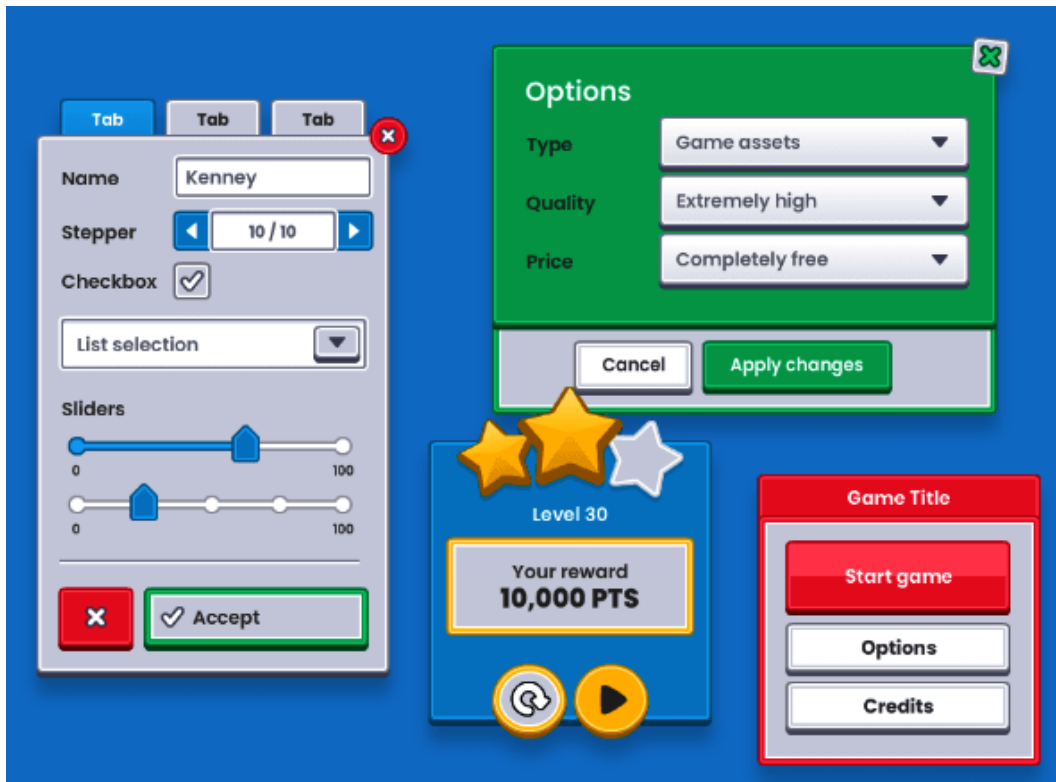 Tab Tab Tab
Name Kenney
Stepper 10 / 10
Checkbox
List selection
Sliders
0 100
0 100
Accept
Options
Type Game assets
Quality Extremely high
Price Completely free
Cancel Apply changes
Level 30
Your reward
10,000 PTS
Game Title
Start game
Options
Credits